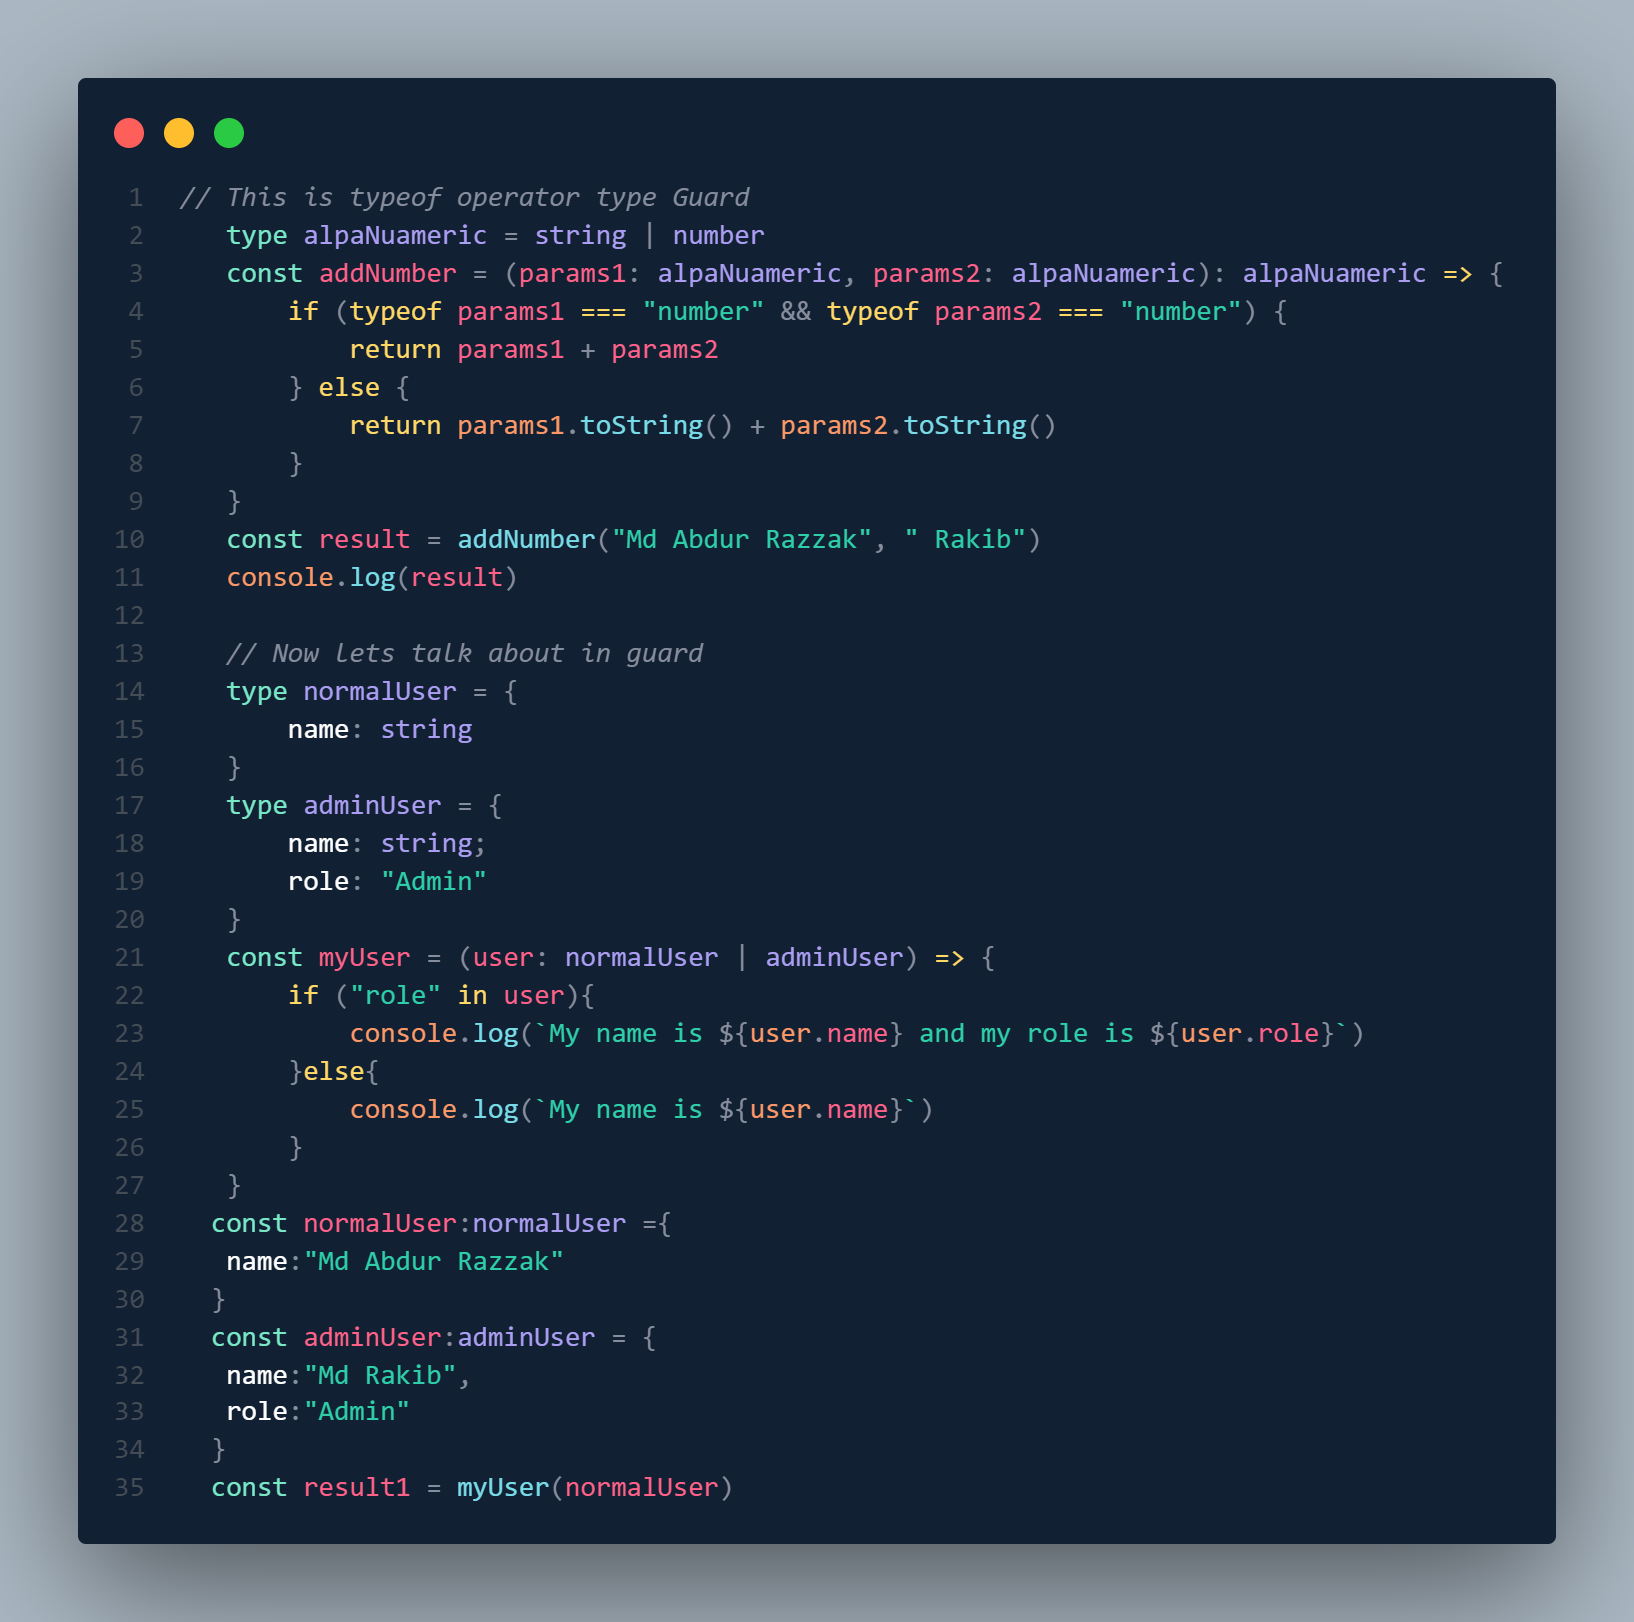 1 // This is typeof operator type Guard
2    type alpaNuameric = string | number
3    const addNumber = (params1: alpaNuameric, params2: alpaNuameric): alpaNuameric => {
4        if (typeof params1 === "number" && typeof params2 === "number") {
5            return params1 + params2
6        } else {
7            return params1.toString() + params2.toString()
8        }
9    }
10    const result = addNumber("Md Abdur Razzak", " Rakib")
11    console.log(result)
12
13    // Now lets talk about in guard
14    type normalUser = {
15        name: string
16    }
17    type adminUser = {
18        name: string;
19        role: "Admin"
20    }
21    const myUser = (user: normalUser | adminUser) => {
22        if ("role" in user){
23            console.log(`My name is ${user.name} and my role is ${user.role}`)
24        }else{
25            console.log(`My name is ${user.name}`)
26        }
27    }
28   const normalUser:normalUser ={
29    name:"Md Abdur Razzak"
30   }
31   const adminUser:adminUser = {
32    name:"Md Rakib",
33    role:"Admin"
34   }
35   const result1 = myUser(normalUser)